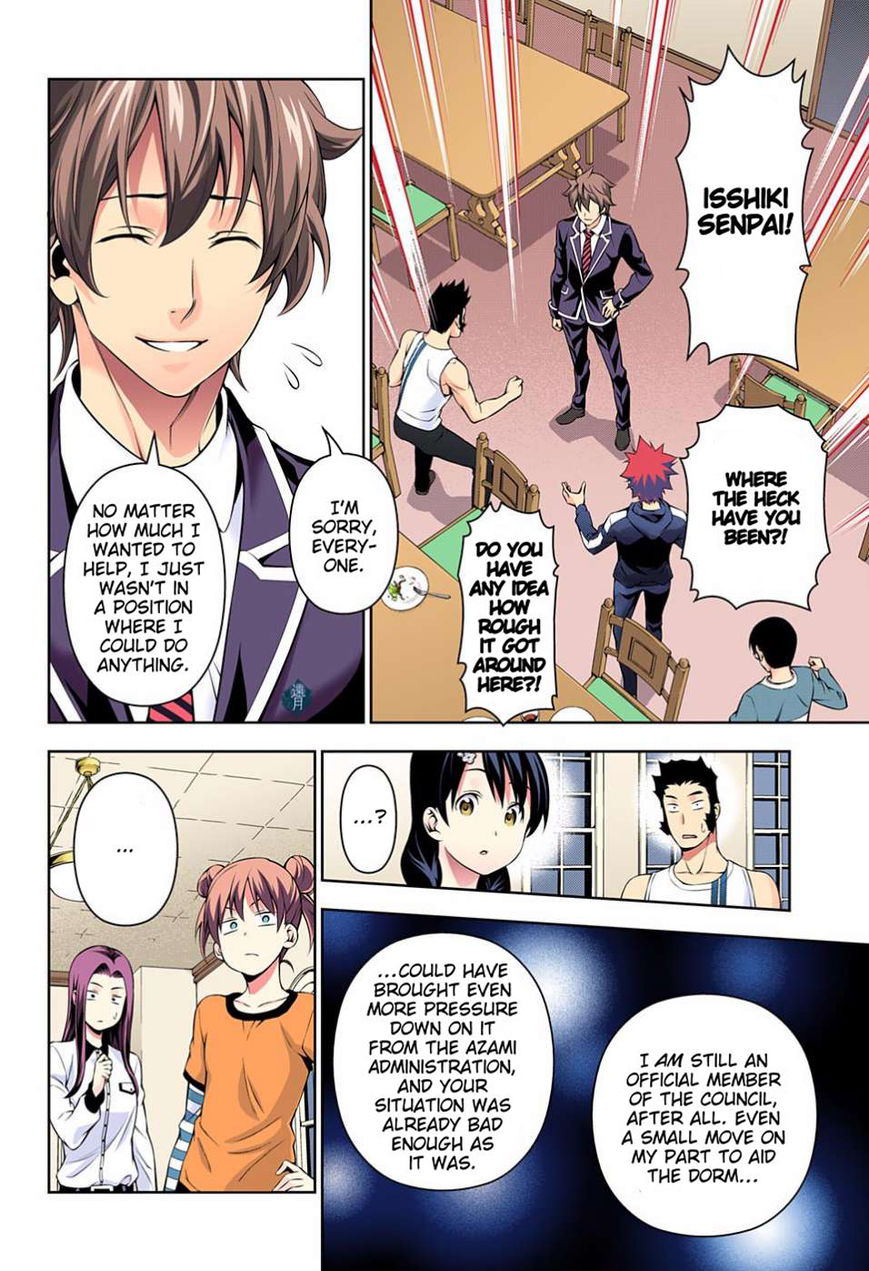 ISSHIKI
SENPAI!
WHERE
THE HECK
HAVE YOU
BEEN?!
DO YOU
HAVE
ANY IDEA
HOW
ROUGH
IT GOT
AROUND
HERE?!
I'M
SORRY,
EVERY-
ONE.
NO MATTER
HOW MUCH I
WANTED TO
HELP, I JUST
WASN'T IN
A POSITION
WHERE I
COULD DO
ANYTHING.
...?
I AM STILL AN
OFFICIAL MEMBER
OF THE COUNCIL,
AFTER ALL. EVEN
A SMALL MOVE ON
MY PART TO AID
THE DORM...
...COULD HAVE
BROUGHT EVEN
MORE PRESSURE
DOWN ON IT
FROM THE AZAMI
ADMINISTRATION,
AND YOUR
SITUATION WAS
ALREADY BAD
ENOUGH AS
IT WAS.
...